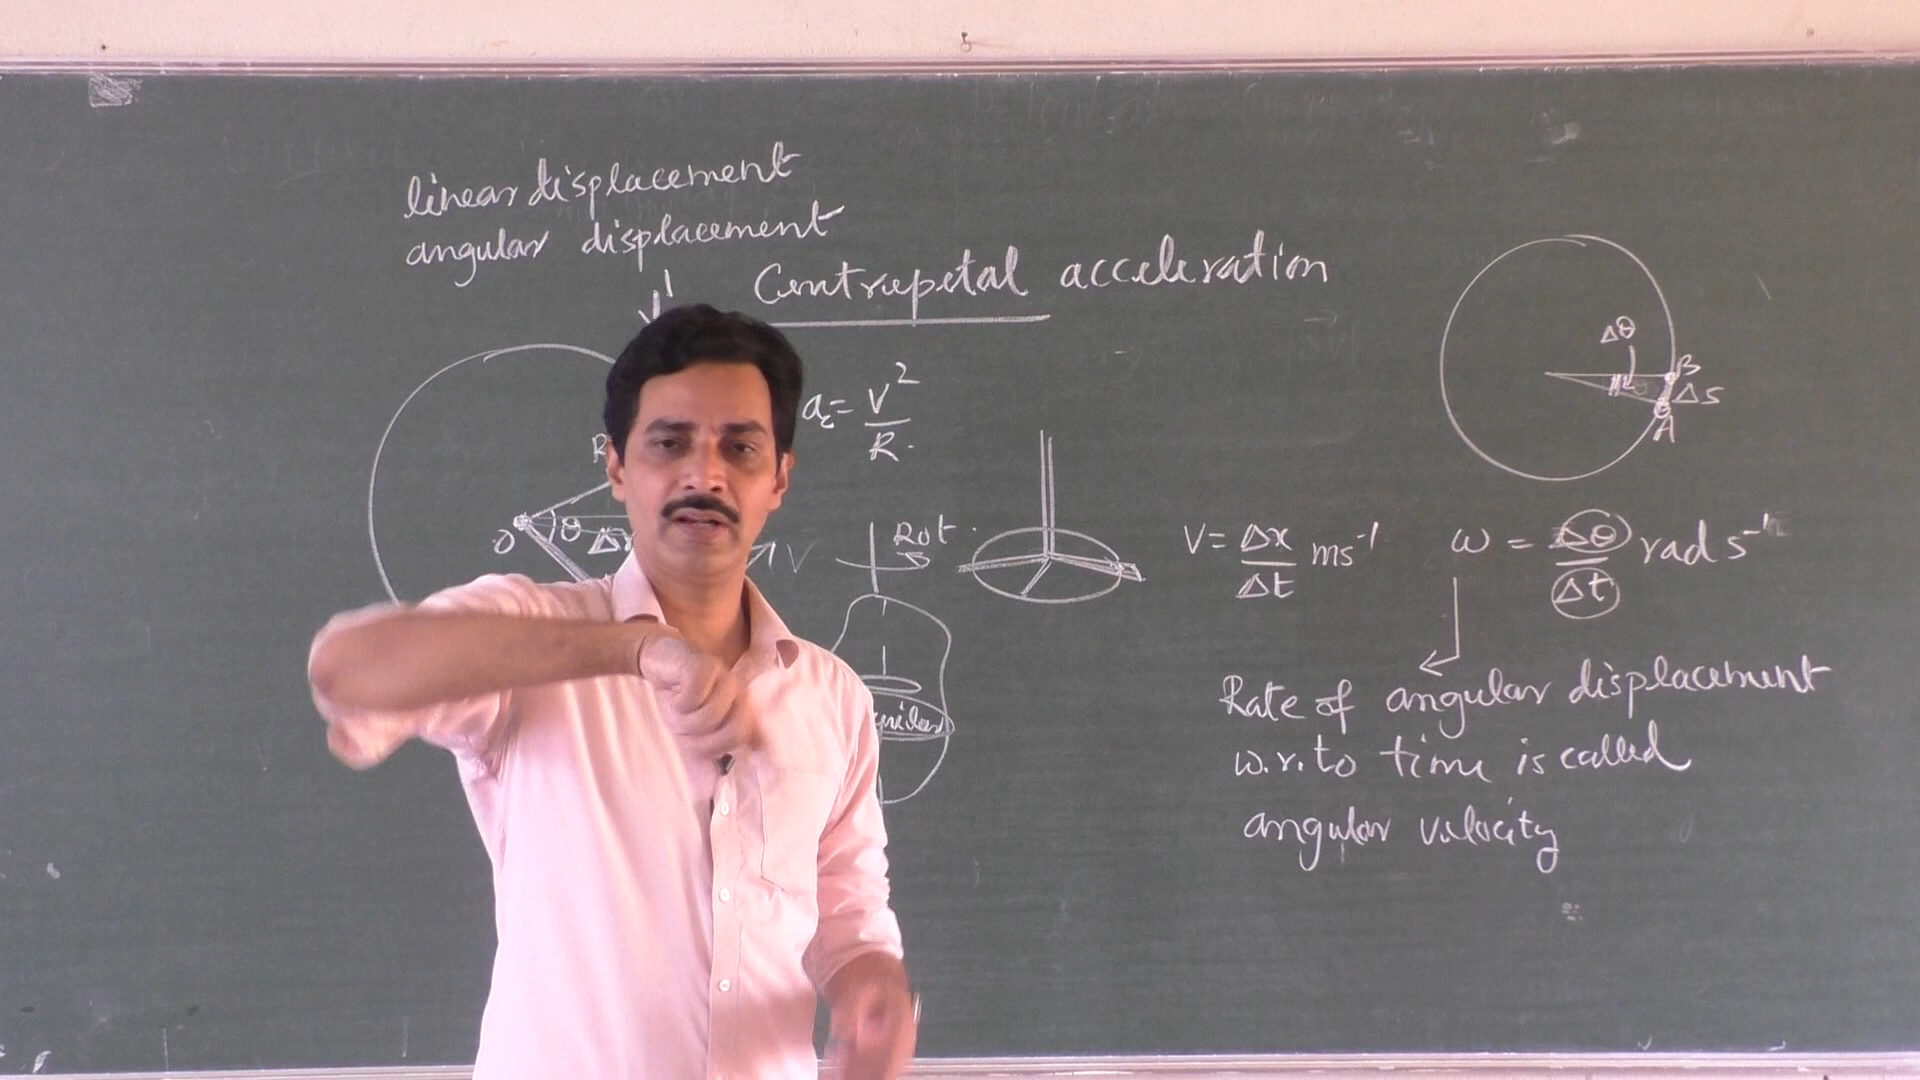 linear displacement
angular displacement
Centripetal acceleration
Δθ
B
ΔS
A
a꜀ = V²/R
R
O
θ
V
Rot.
V = Δx/Δt ms⁻¹
ω = Δθ/Δt rad s⁻¹
Rate of angular displacement
w.r.to time is called
angular velocity